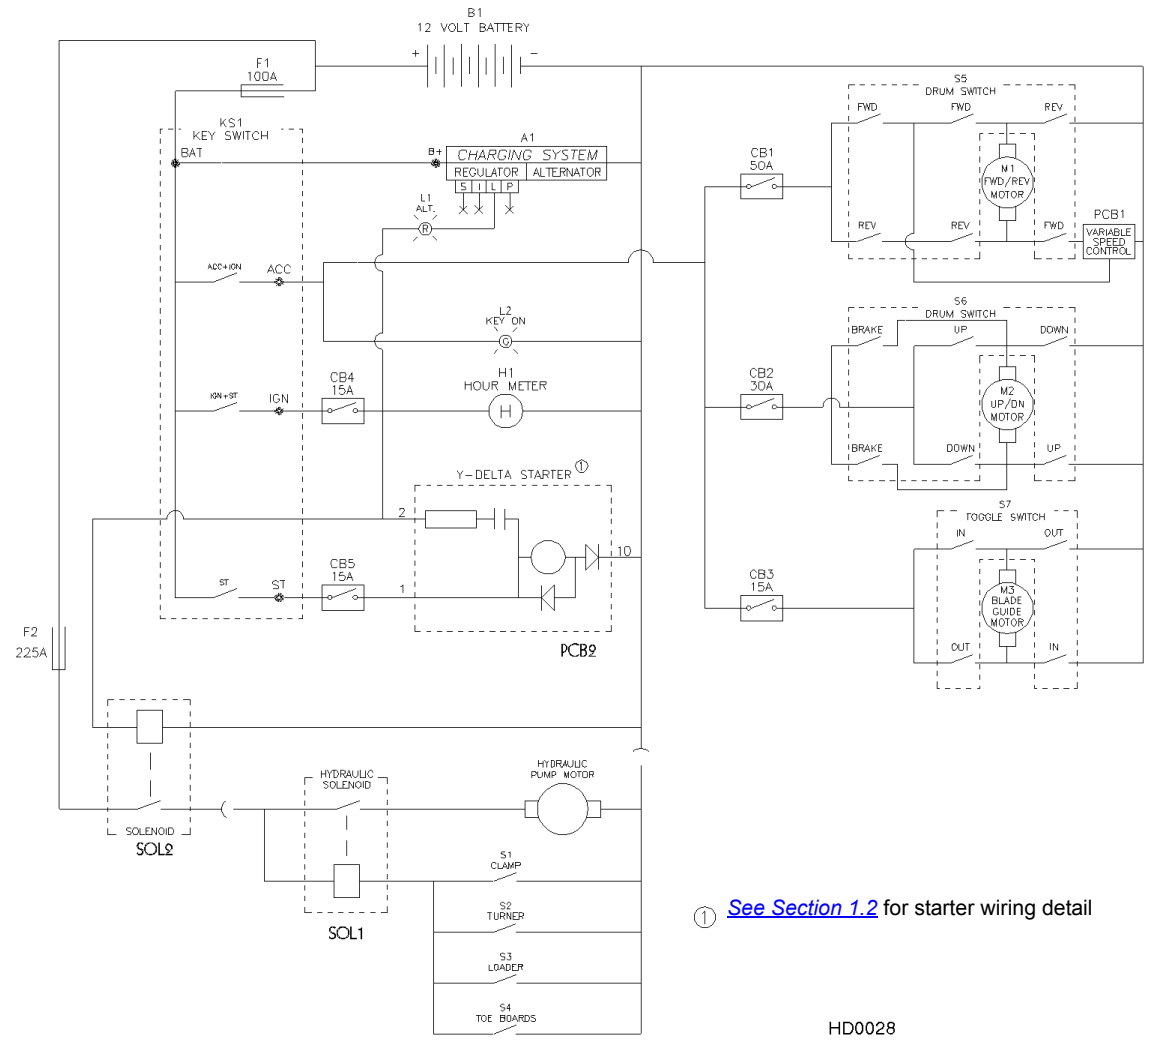 B1
12 VOLT BATTERY
+ −
F1
100A
S5
DRUM SWITCH
FWD FWD REV
KS1
KEY SWITCH
BAT
A1
B+
CHARGING SYSTEM
REGULATOR ALTERNATOR
S I L P
CB1
50A
M1
FWD/REV
MOTOR
L1
ALT.
R
REV REV FWD
PCB1
VARIABLE
SPEED
CONTROL
ACC+IGN ACC
L2
KEY ON
G
S6
DRUM SWITCH
BRAKE UP DOWN
CB4
15A
H1
HOUR METER
H
IGN+ST IGN
CB2
30A
M2
UP/DN
MOTOR
BRAKE DOWN UP
Y-DELTA STARTER 1
2
10
1
PCB2
S7
TOGGLE SWITCH
IN OUT
CB5
15A
ST ST
CB3
15A
M3
BLADE
GUIDE
MOTOR
OUT IN
F2
225A
SOLENOID
SOL2
HYDRAULIC
SOLENOID
SOL1
HYDRAULIC
PUMP MOTOR
S1
CLAMP
S2
TURNER
S3
LOADER
S4
TOE BOARDS
1 See Section 1.2 for starter wiring detail
HD0028